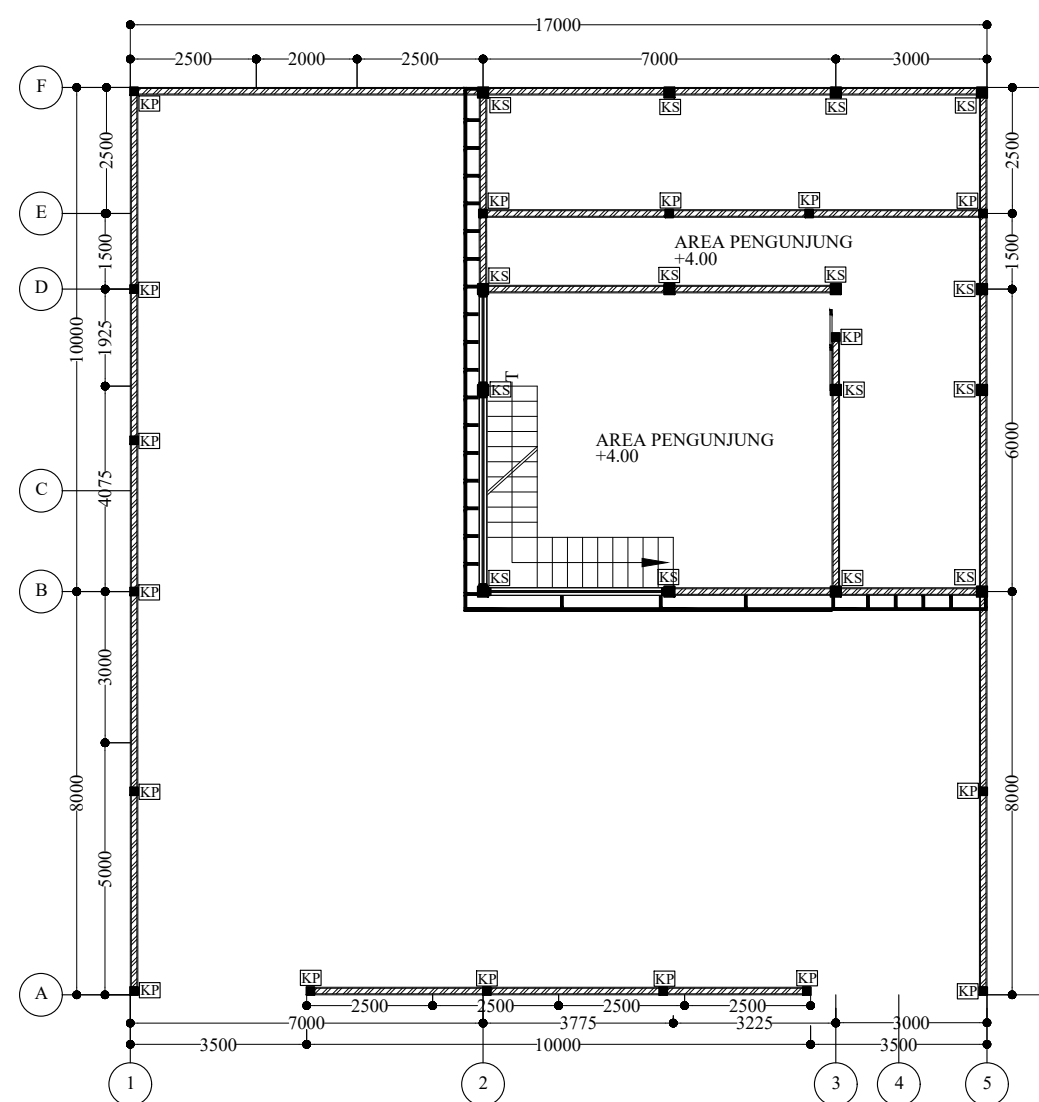 17000
2500 2000 2500 7000 3000
F
KP KS KS KS KS
2500 2500
E
KP KP KP KP
AREA PENGUNJUNG
+4.00
1500 1500
D
KP KS KS KS KS
10000
1925
KP
T
KS KS KS
AREA PENGUNJUNG
+4.00
6000
C
4075
B
KP KS KS KS KS
3000
8000
KP KP
8000
5000
A
KP KP KP KP KP KP
2500 2500 2500 2500
7000 3775 3225 3000
3500 10000 3500
1 2 3 4 5